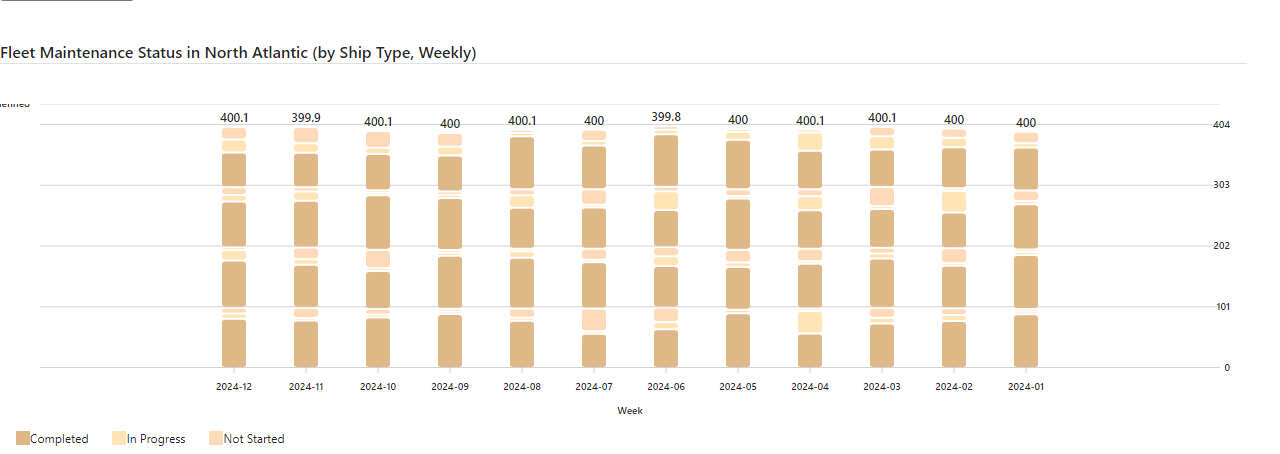 Fleet Maintenance Status in North Atlantic (by Ship Type, Weekly)
400.1 399.9 400.1 400 400.1 400 399.8 400 400.1 400.1 400 400
404
303
202
101
0
2024-12 2024-11 2024-10 2024-09 2024-08 2024-07 2024-06 2024-05 2024-04 2024-03 2024-02 2024-01
Week
Completed In Progress Not Started